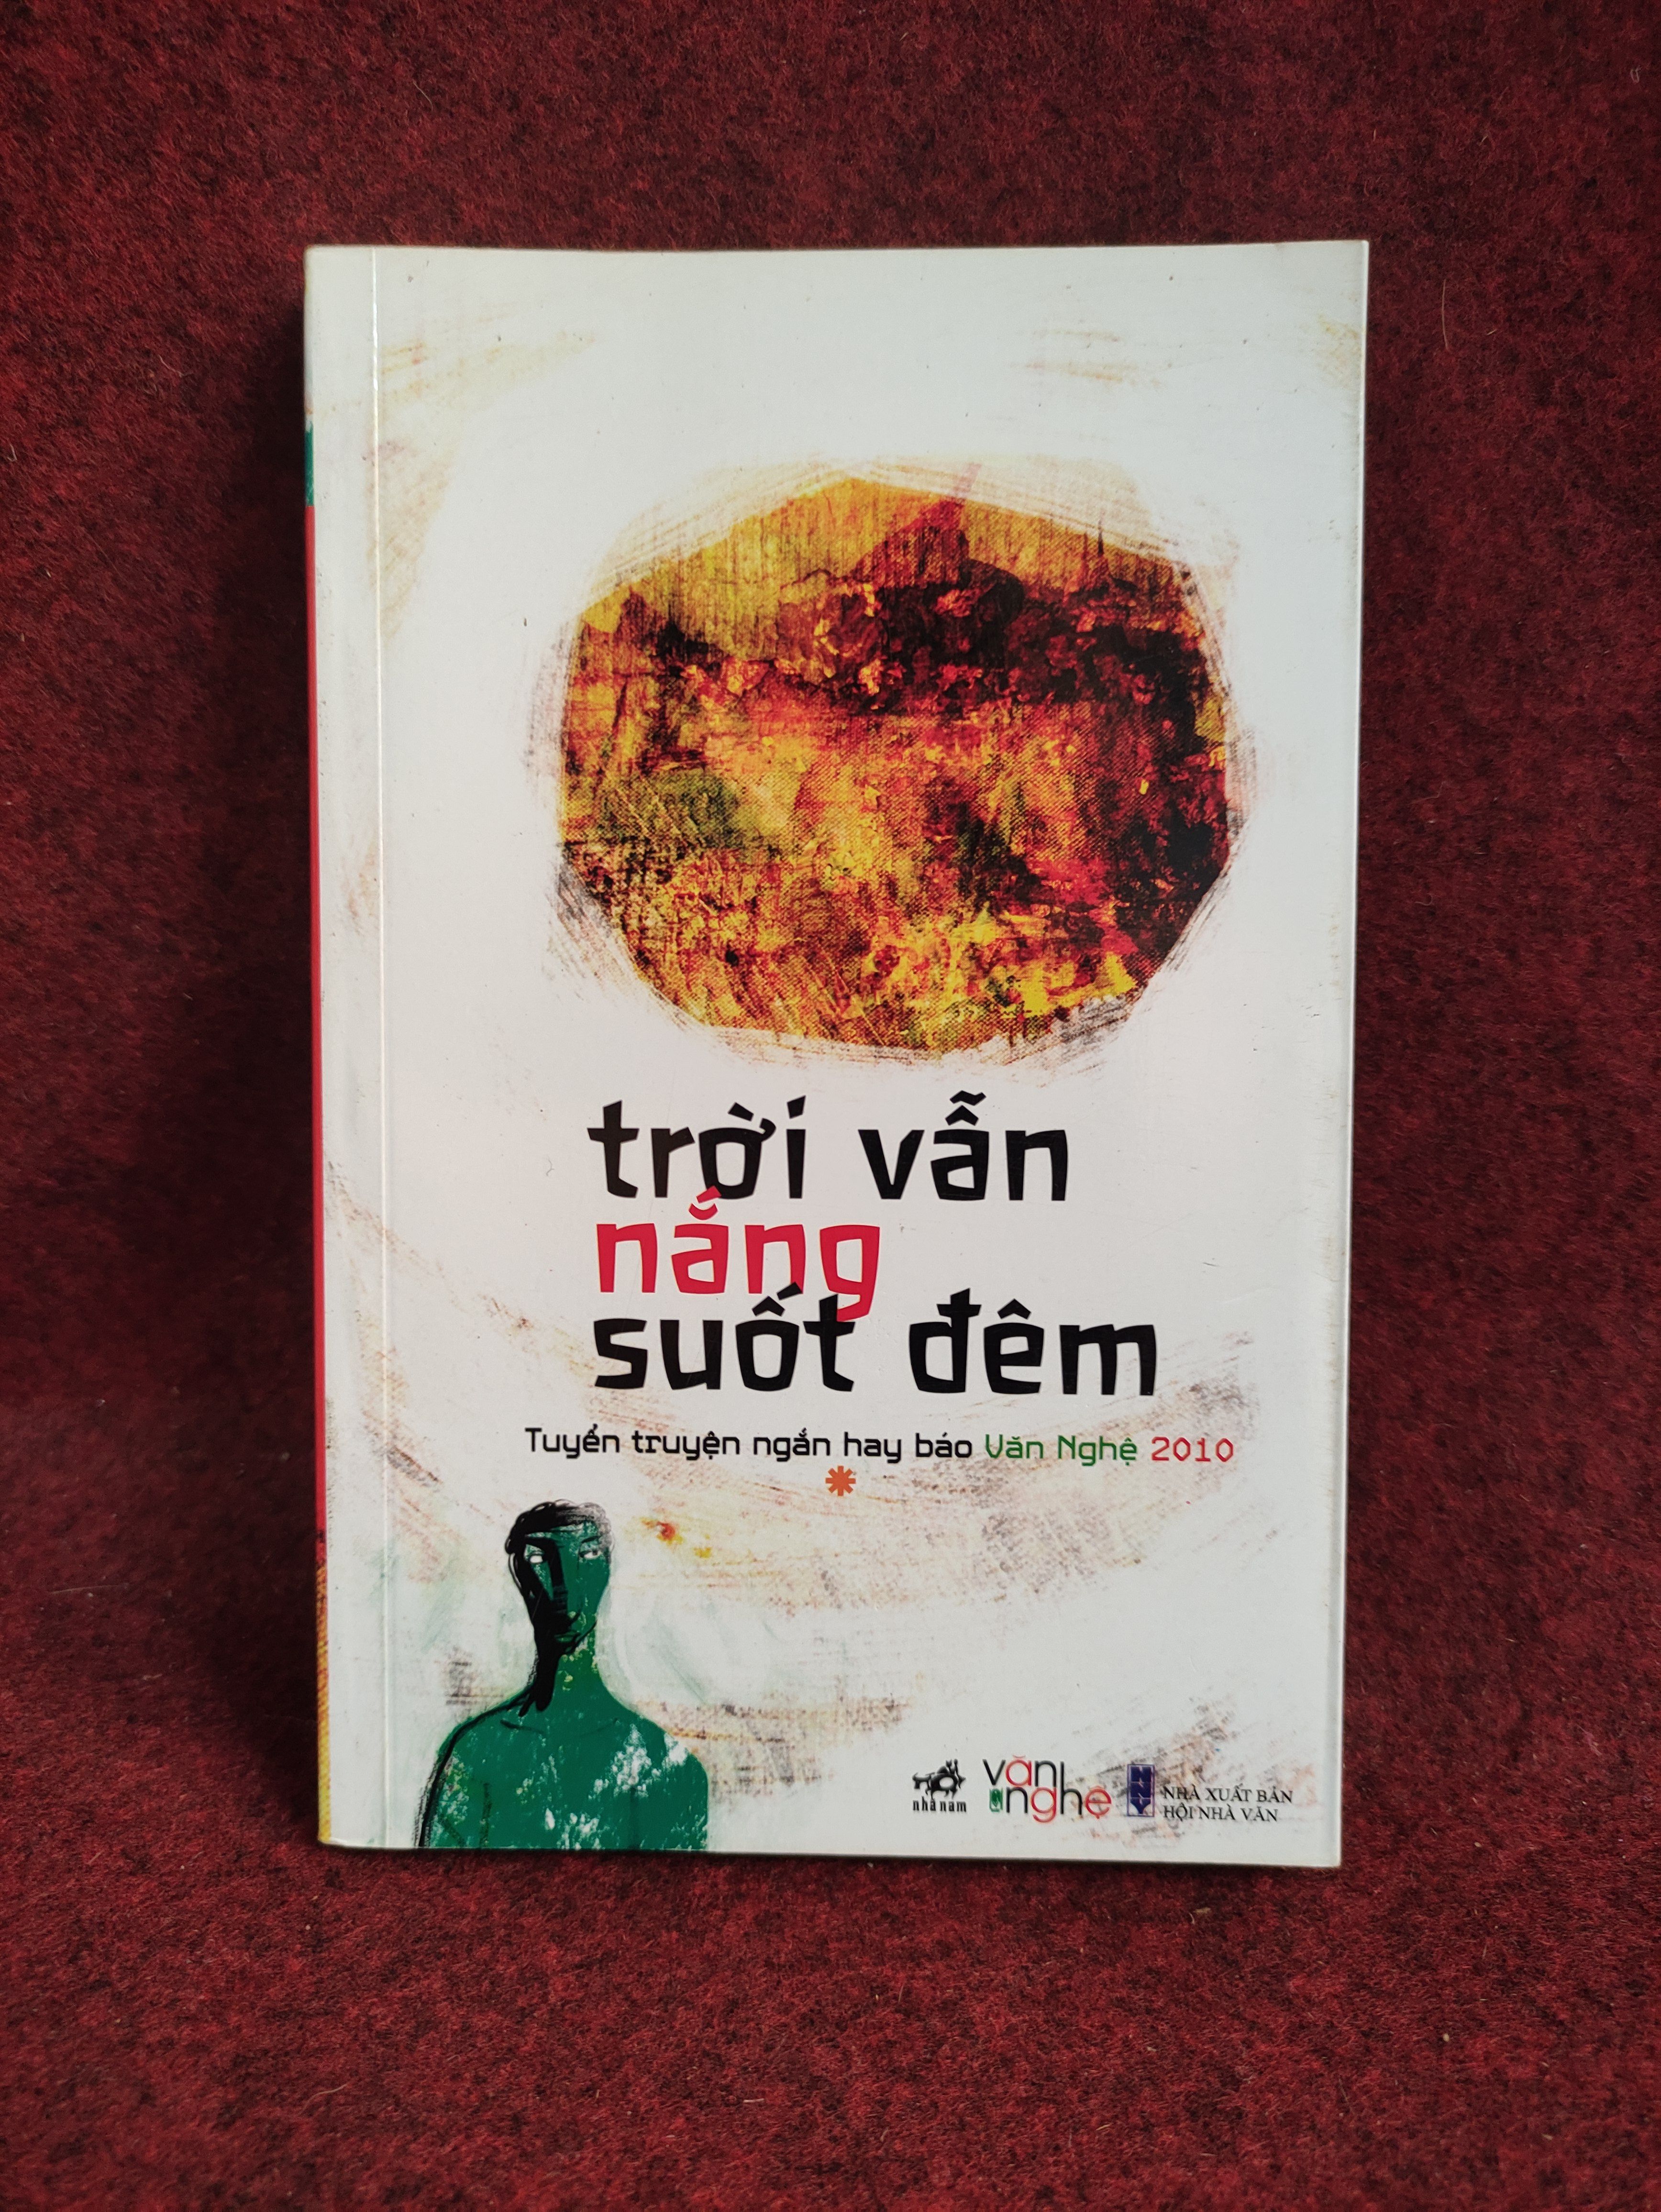 trời vẫn
nắng
suốt đêm
Tuyển truyện ngắn hay báo Văn Nghệ 2010
nhã nam
văn
nghệ
NHÀ XUẤT BẢN
HỘI NHÀ VĂN